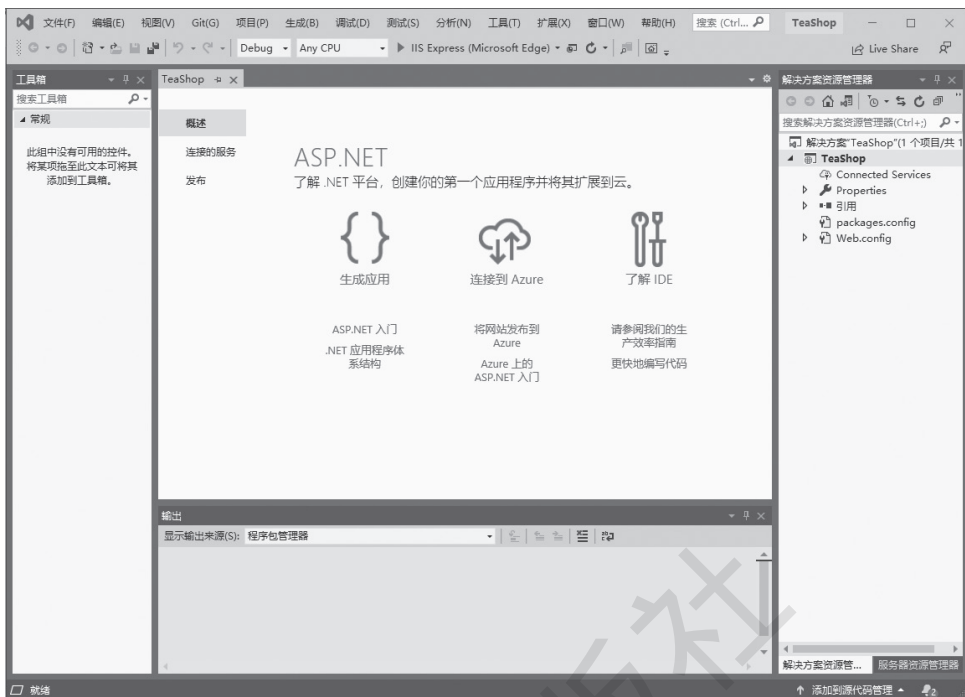 文件(F) 编辑(E) 视图(V) Git(G) 项目(P) 生成(B) 调试(D) 测试(S) 分析(N) 工具(T) 扩展(X) 窗口(W) 帮助(H) 搜索 (Ctrl... TeaShop
Debug Any CPU IIS Express (Microsoft Edge) Live Share
工具箱
搜索工具箱
常规
此组中没有可用的控件。
将某项拖至此文本可将其
添加到工具箱。
TeaShop
概述
连接的服务
发布
ASP.NET
了解 .NET 平台，创建你的第一个应用程序并将其扩展到云。
生成应用
连接到 Azure
了解 IDE
ASP.NET 入门
.NET 应用程序体
系结构
将网站发布到
Azure
Azure 上的
ASP.NET 入门
请参阅我们的生
产效率指南
更快地编写代码
输出
显示输出来源(S): 程序包管理器
解决方案资源管理器
搜索解决方案资源管理器(Ctrl+;)
解决方案"TeaShop"(1 个项目/共 1
TeaShop
Connected Services
Properties
引用
packages.config
Web.config
解决方案资源管... 服务器资源管理器
就绪
添加到源代码管理 2
版社